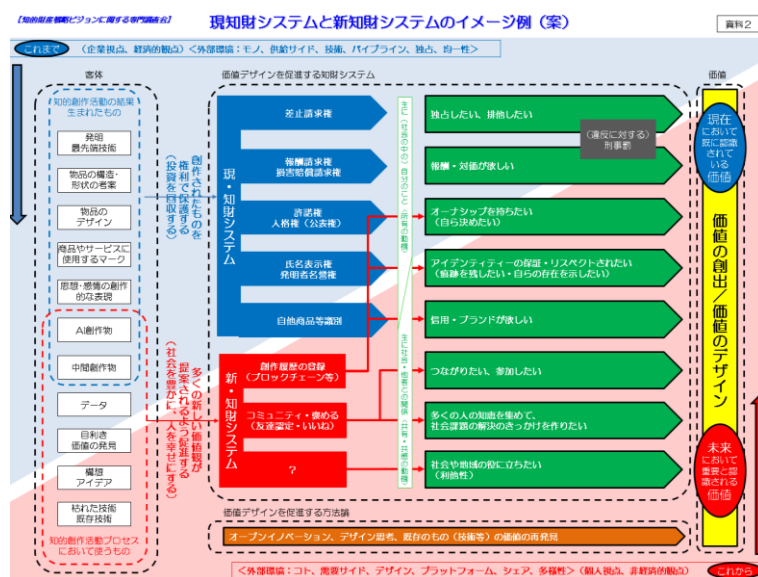 【知的財産戦略ビジョンに関する専門調査会】
現知財システムと新知財システムのイメージ例（案）
資料２
これまで
（企業視点、経済的観点）＜外部環境：モノ、供給サイド、技術、パイプライン、独占、均一性＞
客体
知的創作活動の結果
生まれたもの
発明
最先端技術
物品の構造・
形状の考案
物品の
デザイン
商品やサービスに
使用するマーク
思想・感情の創作
的な表現
AI創作物
中間創作物
データ
目利き
価値の発見
構想
アイデア
枯れた技術
既存技術
知的創作活動プロセス
において使うもの
創作されたものを
権利で保護する
（投資を回収する）
多くの新しい価値観が
提案されるよう促進する
（社会を豊かに、人を幸せにする）
価値デザインを促進する知財システム
現・知財システム
差止請求権
報酬請求権
損害賠償請求権
許諾権
人格権（公表権）
氏名表示権
発明者名誉権
自他商品等識別
新・知財システム
創作履歴の登録
（ブロックチェーン等）
コミュニティ・褒める
（友達認定・いいね）
？
主に（社会の中の）自分のこと（所有の動機）
主に社会・他者との関係（共有・共感の動機）
独占したい、排他したい
（違反に対する）
刑事罰
報酬・対価が欲しい
オーナシップを持ちたい
（自ら決めたい）
アイデンティティーの保証・リスペクトされたい
（痕跡を残したい・自らの存在を示したい）
信用・ブランドが欲しい
つながりたい、参加したい
多くの人の知恵を集めて、
社会課題の解決のきっかけを作りたい
社会や地域の役に立ちたい
（利他性）
価値デザインを促進する方法論
オープンイノベーション、デザイン思考、既存のもの（技術等）の価値の再発見
価値
現在
において
既に認識
されて
いる
価値
価値の創出／価値のデザイン
未来
において
重要と認
識される
価値
＜外部環境：コト、需要サイド、デザイン、プラットフォーム、シェア、多様性＞（個人視点、非経済的観点）
これから